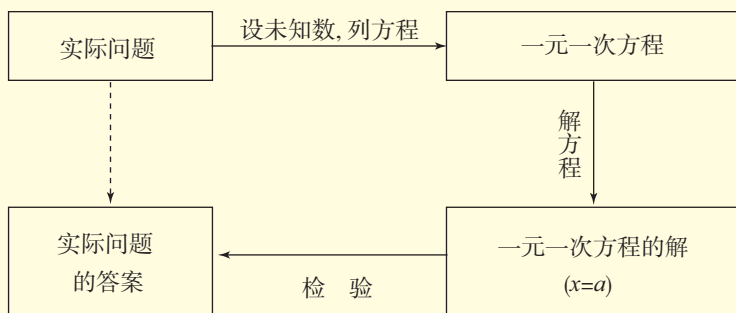 实际问题
设未知数, 列方程
一元一次方程
解方程
实际问题
的答案
检 验
一元一次方程的解
(x=a)